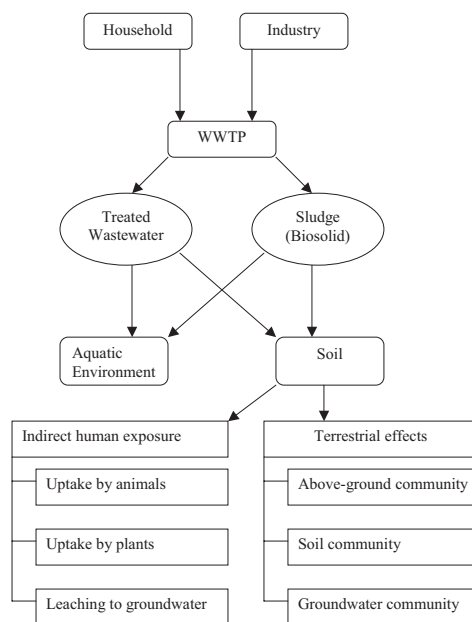 Household
Industry
WWTP
Treated
Wastewater
Sludge
(Biosolid)
Aquatic
Environment
Soil
Indirect human exposure
Uptake by animals
Uptake by plants
Leaching to groundwater
Terrestrial effects
Above-ground community
Soil community
Groundwater community